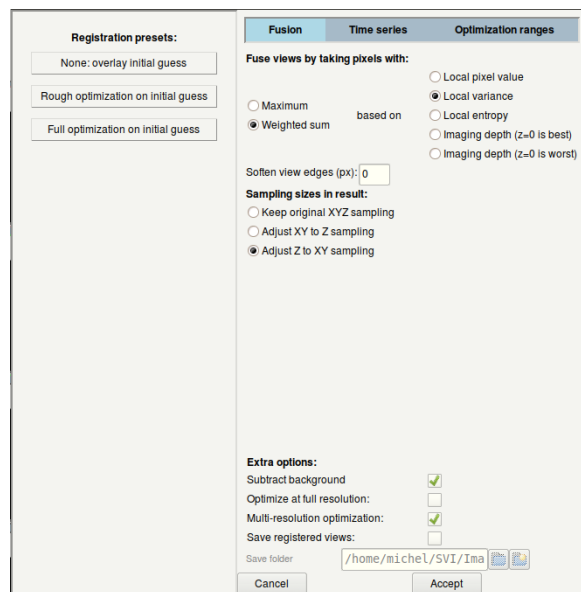 Registration presets:
None: overlay initial guess
Rough optimization on initial guess
Full optimization on initial guess
Fusion Time series Optimization ranges
Fuse views by taking pixels with:
Maximum
Weighted sum
based on
Local pixel value
Local variance
Local entropy
Imaging depth (z=0 is best)
Imaging depth (z=0 is worst)
Soften view edges (px): 0
Sampling sizes in result:
Keep original XYZ sampling
Adjust XY to Z sampling
Adjust Z to XY sampling
Extra options:
Subtract background
Optimize at full resolution:
Multi-resolution optimization:
Save registered views:
Save folder /home/michel/SVI/Ima
Cancel Accept